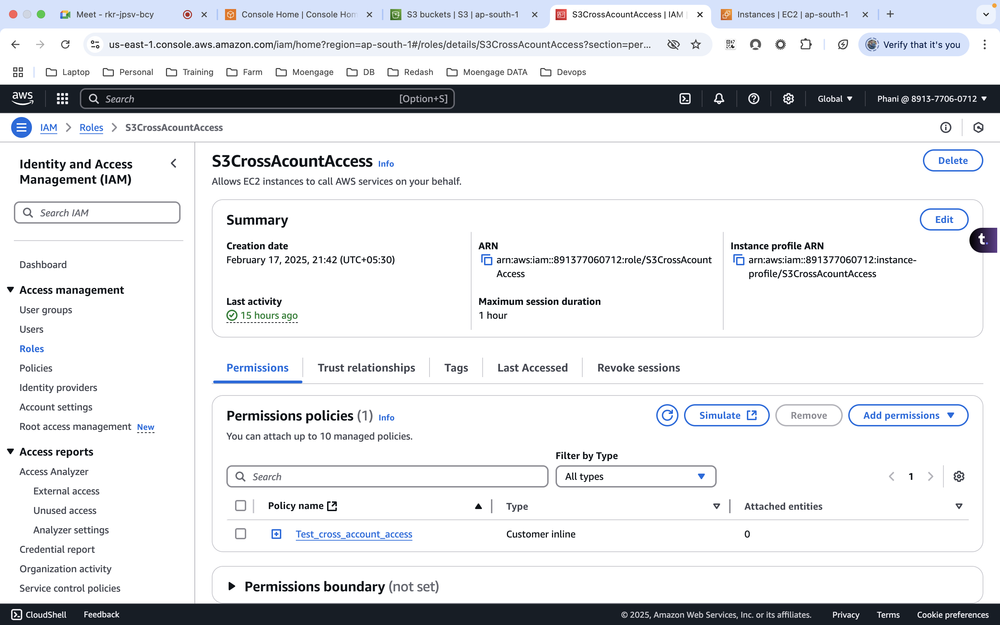 Meet - rkr-jpsv-bcy
Console Home | Console Hom
S3 buckets | S3 | ap-south-1
S3CrossAcountAccess | IAM |
Instances | EC2 | ap-south-1
us-east-1.console.aws.amazon.com/iam/home?region=ap-south-1#/roles/details/S3CrossAcountAccess?section=per...
Verify that it's you
Laptop
Personal
Training
Farm
Moengage
DB
Redash
Moengage DATA
Devops
aws
Search
[Option+S]
Global
Phani @ 8913-7706-0712
IAM
Roles
S3CrossAcountAccess
Identity and Access
Management (IAM)
Search IAM
Dashboard
Access management
User groups
Users
Roles
Policies
Identity providers
Account settings
Root access management New
Access reports
Access Analyzer
External access
Unused access
Analyzer settings
Credential report
Organization activity
Service control policies
S3CrossAcountAccess Info
Delete
Allows EC2 instances to call AWS services on your behalf.
Summary
Edit
Creation date
February 17, 2025, 21:42 (UTC+05:30)
ARN
arn:aws:iam::891377060712:role/S3CrossAcount
Access
Instance profile ARN
arn:aws:iam::891377060712:instance-
profile/S3CrossAcountAccess
t.
Last activity
15 hours ago
Maximum session duration
1 hour
Permissions
Trust relationships
Tags
Last Accessed
Revoke sessions
Permissions policies (1) Info
Simulate
Remove
Add permissions
You can attach up to 10 managed policies.
Filter by Type
Search
All types
1
Policy name
Type
Attached entities
Test_cross_account_access
Customer inline
0
Permissions boundary (not set)
CloudShell
Feedback
© 2025, Amazon Web Services, Inc. or its affiliates.
Privacy
Terms
Cookie preferences